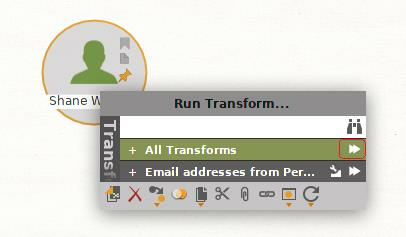 Shane W
Run Transform...
Transf
+ All Transforms
+ Email addresses from Per...